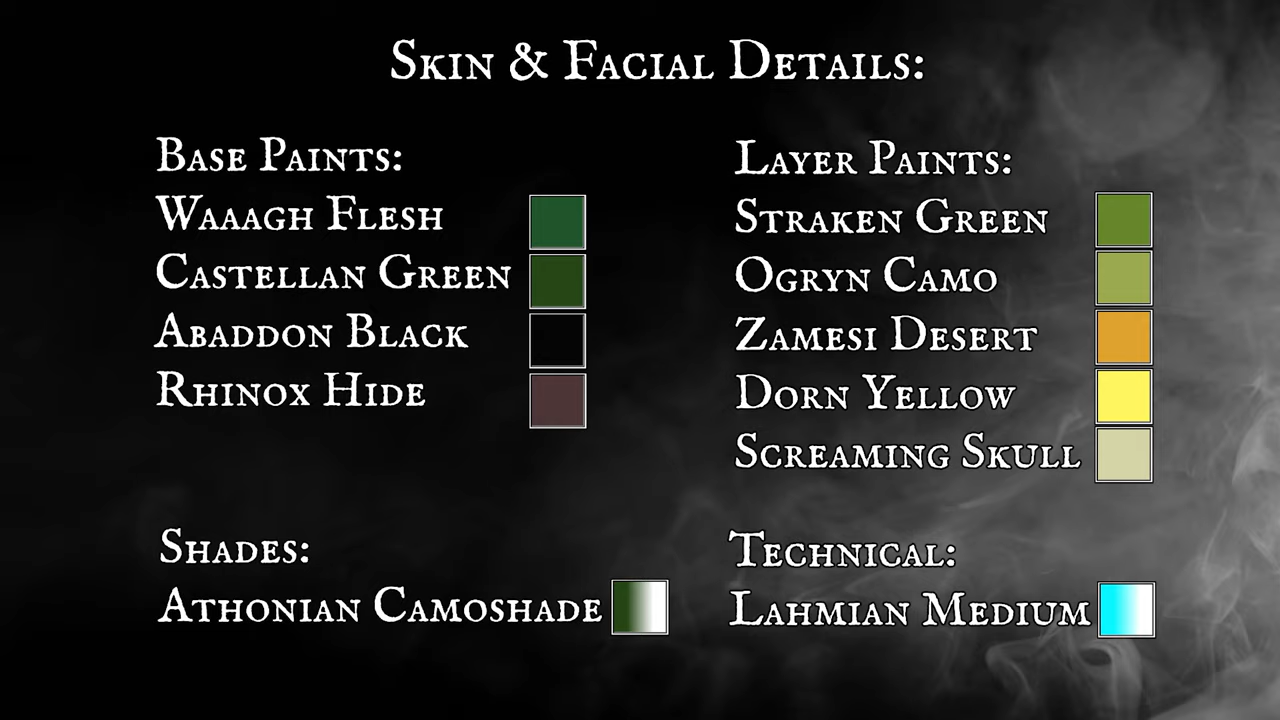 Skin & Facial Details:
Base Paints:
Waaagh Flesh
Castellan Green
Abaddon Black
Rhinox Hide
Layer Paints:
Straken Green
Ogryn Camo
Zamesi Desert
Dorn Yellow
Screaming Skull
Shades:
Athonian Camoshade
Technical:
Lahmian Medium